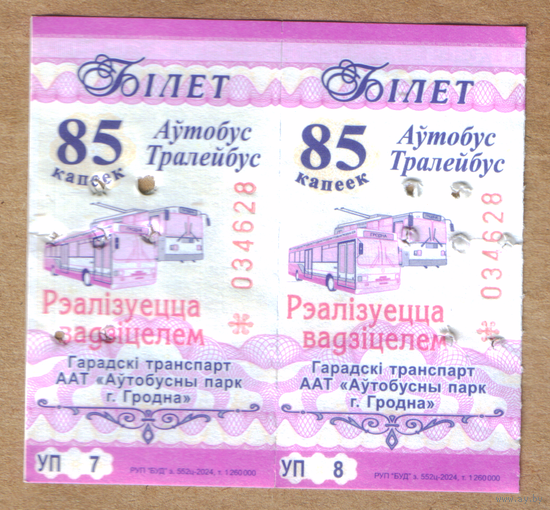 БІЛЕТ
85 капеек
Аўтобус
Тралейбус
034628
Рэалізуецца
вадзіцелем
Гарадскі транспарт
ААТ «Аўтобусны парк
г. Гродна»
УП 7
РУП "БУД" з. 552ц-2024, т. 1 260 000
БІЛЕТ
85 капеек
Аўтобус
Тралейбус
034628
Рэалізуецца
вадзіцелем
Гарадскі транспарт
ААТ «Аўтобусны парк
г. Гродна»
УП 8
РУП "БУД" з. 552ц-2024, т. 1 260 000